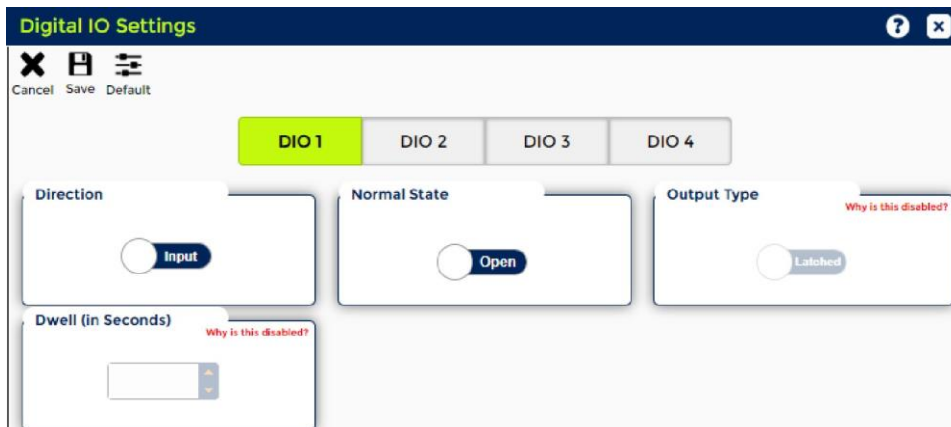 Digital IO Settings
?
x
Cancel Save Default
DIO 1 DIO 2 DIO 3 DIO 4
Direction Normal State Output Type
Why is this disabled?
Input Open Latched
Dwell (in Seconds)
Why is this disabled?